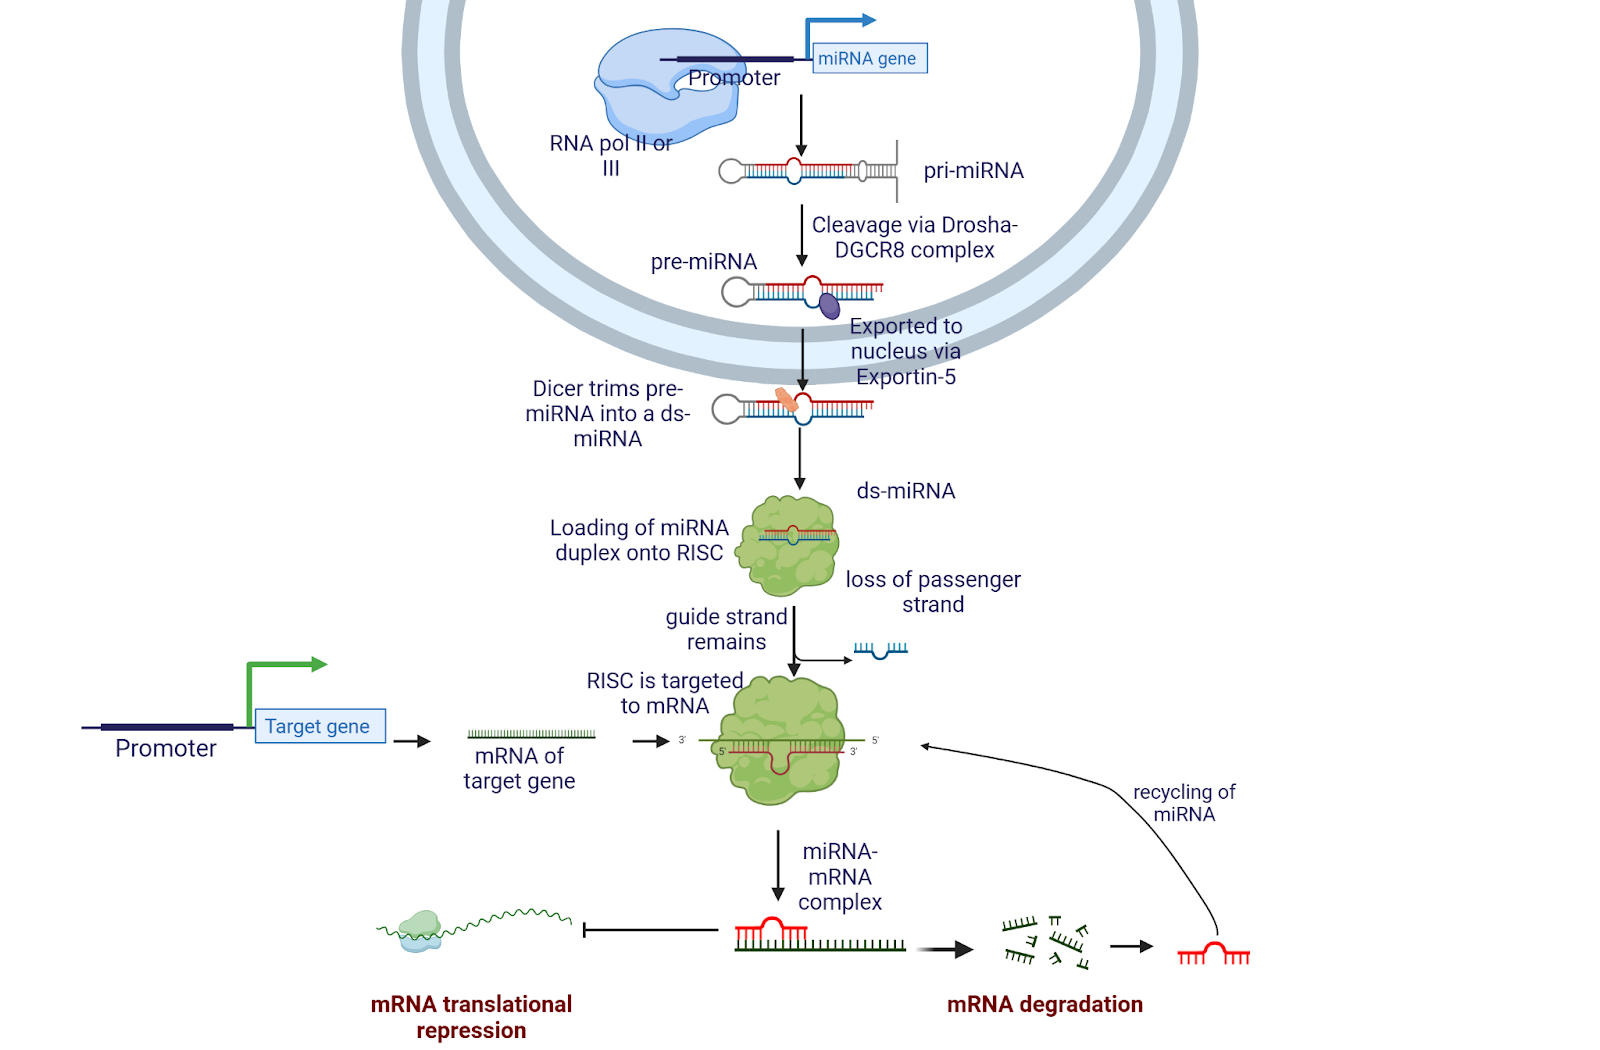 miRNA gene
Promoter
RNA pol II or
III
pri-miRNA
Cleavage via Drosha-
DGCR8 complex
pre-miRNA
Exported to
nucleus via
Exportin-5
Dicer trims pre-
miRNA into a ds-
miRNA
ds-miRNA
Loading of miRNA
duplex onto RISC
loss of passenger
strand
guide strand
remains
RISC is targeted
to mRNA
Target gene
Promoter
mRNA of
target gene
3' 5'
5' 3'
recycling of
miRNA
miRNA-
mRNA
complex
mRNA translational
repression
mRNA degradation